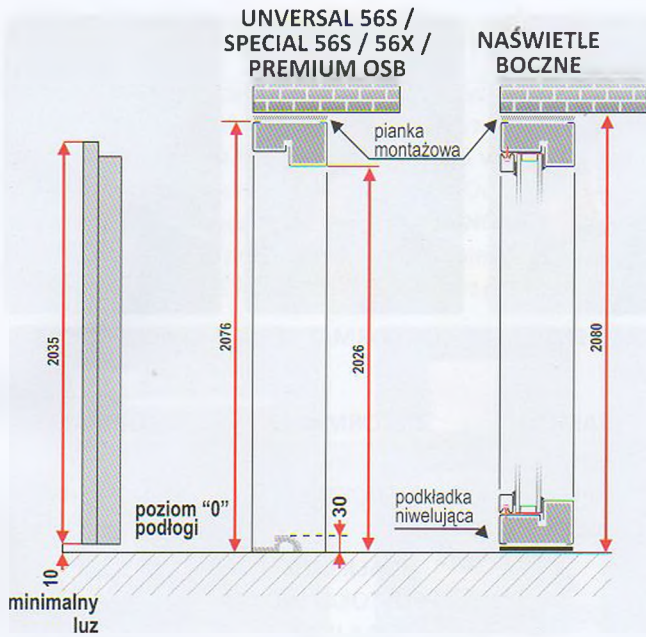 UNVERSAL 56S /
SPECIAL 56S / 56X /
PREMIUM OSB
NAŚWIETLE
BOCZNE
pianka
montażowa
2035
2076
2026
2080
poziom “0”
podłogi
30
podkładka
niwelująca
10
minimalny
luz